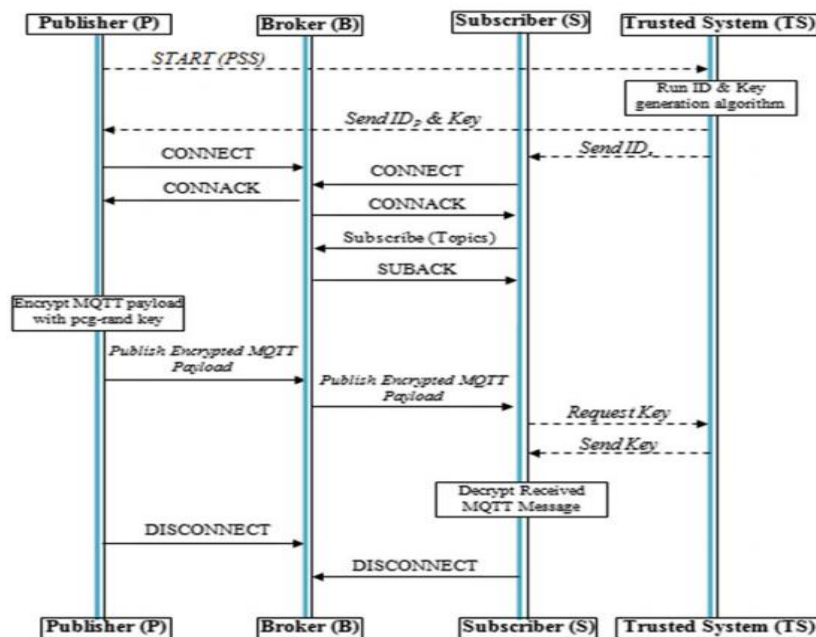 Publisher (P) Broker (B) Subscriber (S) Trusted System (TS)
START (PSS)
Run ID & Key
generation algorithm
Send IDP & Key
Send IDs
CONNECT
CONNECT
CONNACK
CONNACK
Subscribe (Topics)
SUBACK
Encrypt MQTT payload
with pcg-rand key
Publish Encrypted MQTT
Payload
Publish Encrypted MQTT
Payload
Request Key
Send Key
Decrypt Received
MQTT Message
DISCONNECT
DISCONNECT
Publisher (P) Broker (B) Subscriber (S) Trusted System (TS)